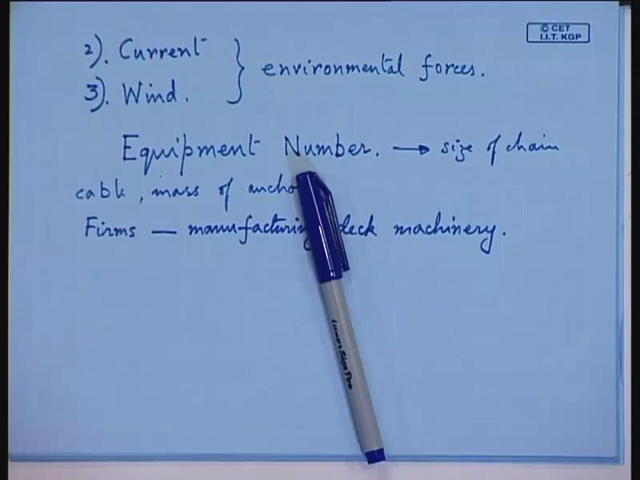 © CET
I.I.T. KGP
2). Current
3). Wind.
} environmental forces.
Equipment Number. → size of chain
cable, mass of ancho
Firms — manufacturing deck machinery.